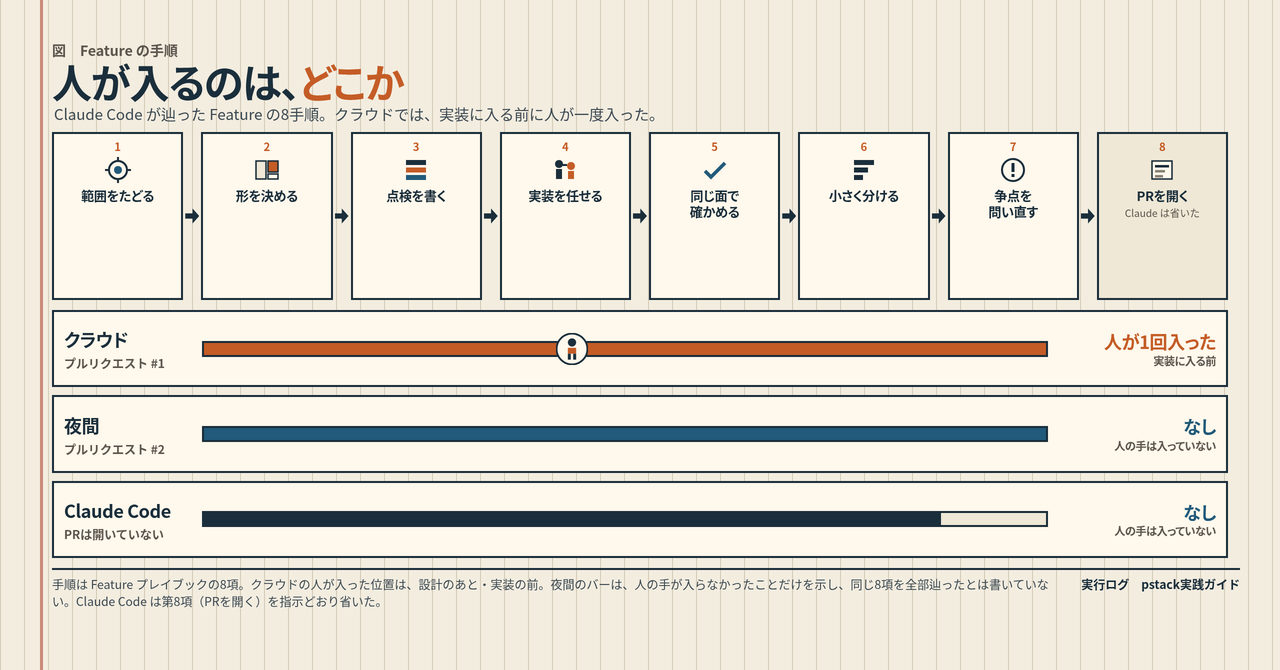 図　Feature の手順
人が入るのは、どこか
Claude Code が辿った Feature の8手順。クラウドでは、実装に入る前に人が一度入った。
1
範囲をたどる
2
形を決める
3
点検を書く
4
実装を任せる
5
同じ面で
確かめる
6
小さく分ける
7
争点を
問い直す
8
PRを開く
Claude は省いた
クラウド
プルリクエスト #1
人が1回入った
実装に入る前
夜間
プルリクエスト #2
なし
人の手は入っていない
Claude Code
PRは開いていない
なし
人の手は入っていない
手順は Feature プレイブックの8項。クラウドの人が入った位置は、設計のあと・実装の前。夜間のバーは、人の手が入らなかったことだけを示し、同じ8項を全部辿ったとは書いていな
い。Claude Code は第8項（PRを開く）を指示どおり省いた。
実行ログ　pstack実践ガイド